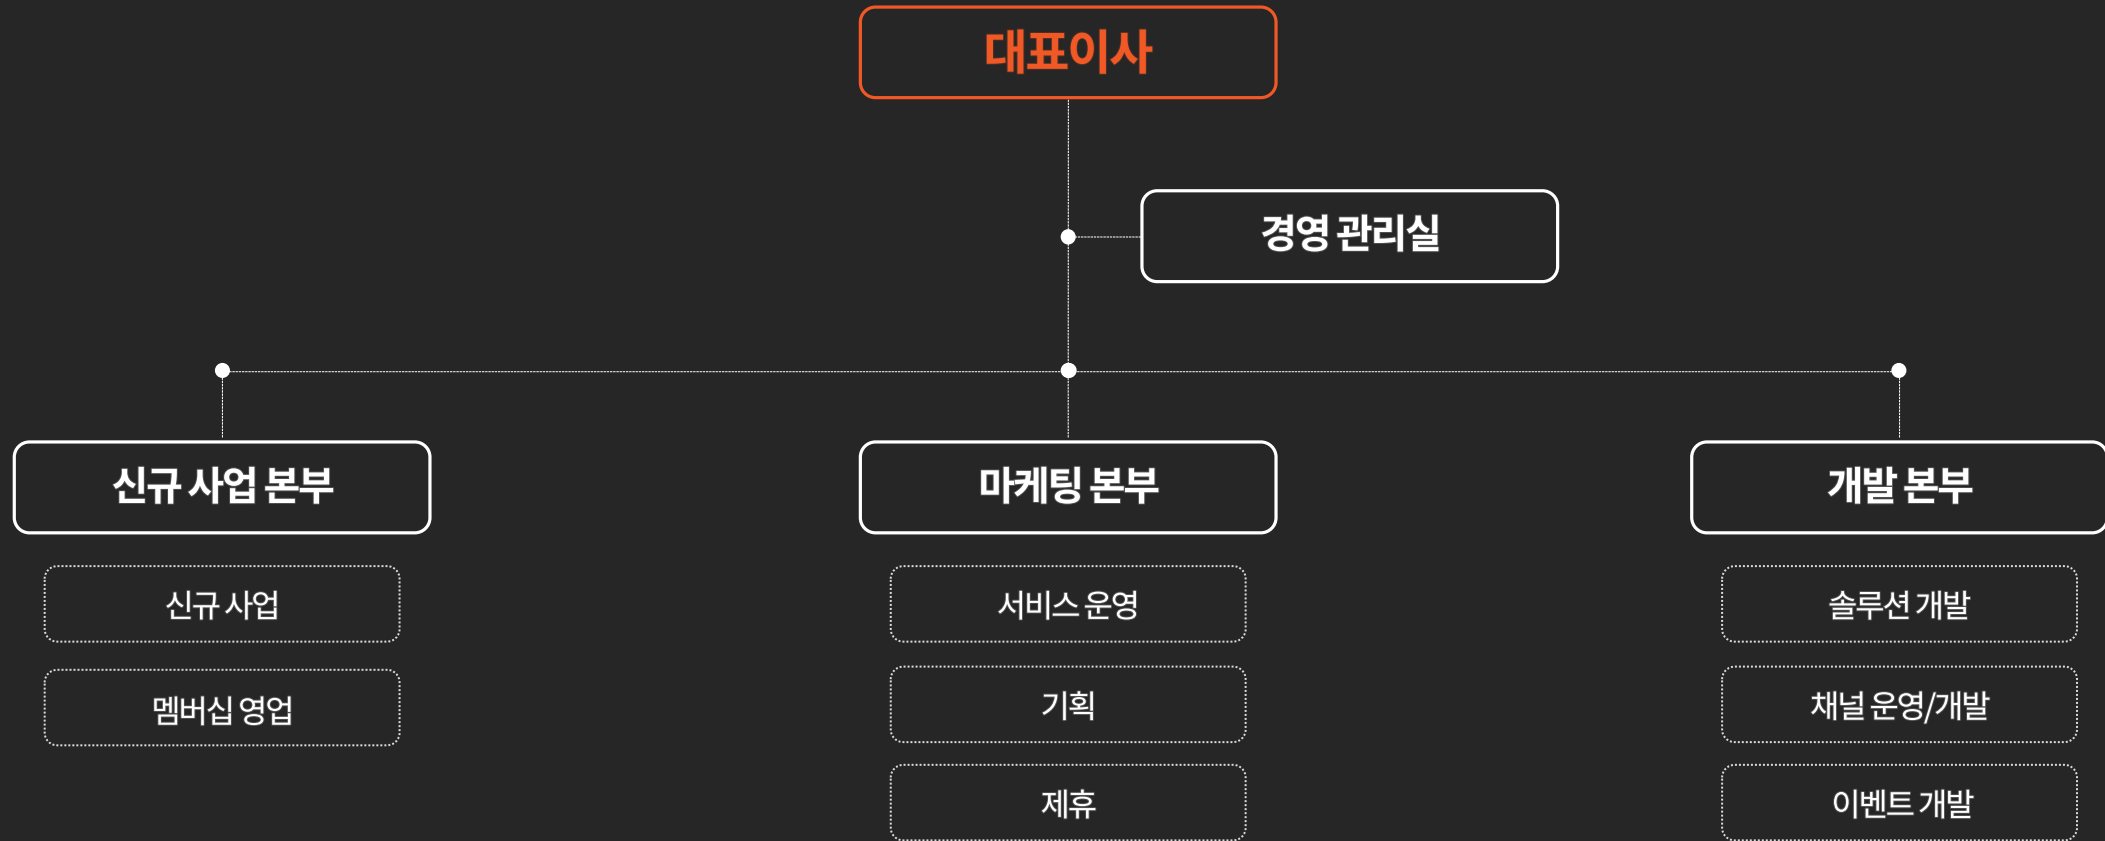 대표이사
경영 관리실
신규 사업 본부
마케팅 본부
개발 본부
신규 사업
서비스 운영
솔루션 개발
멤버십 영업
기획
채널 운영/개발
제휴
이벤트 개발